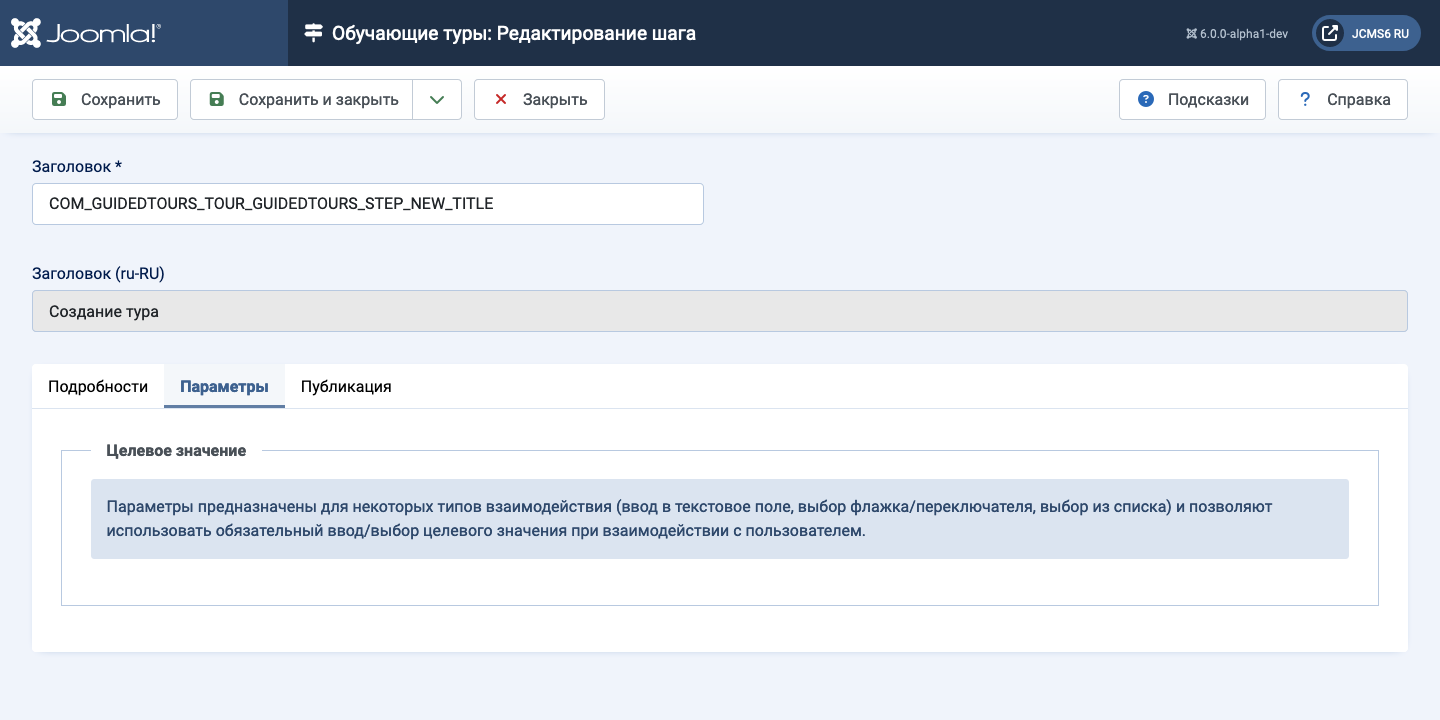 Joomla!®
Обучающие туры: Редактирование шага
6.0.0-alpha1-dev
JCMS6 RU
Сохранить
Сохранить и закрыть
Закрыть
? Подсказки
? Справка
Заголовок *
COM_GUIDEDTOURS_TOUR_GUIDEDTOURS_STEP_NEW_TITLE
Заголовок (ru-RU)
Создание тура
Подробности Параметры Публикация
Целевое значение
Параметры предназначены для некоторых типов взаимодействия (ввод в текстовое поле, выбор флажка/переключателя, выбор из списка) и позволяют
использовать обязательный ввод/выбор целевого значения при взаимодействии с пользователем.